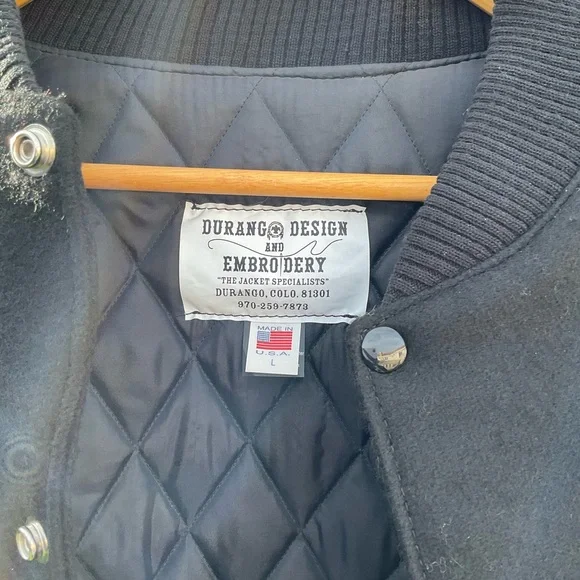 DURANGO DESIGN
AND
EMBROIDERY
"THE JACKET SPECIALISTS"
DURANGO, COLO. 81301
970-259-7873
MADE IN
U.S.A.
L